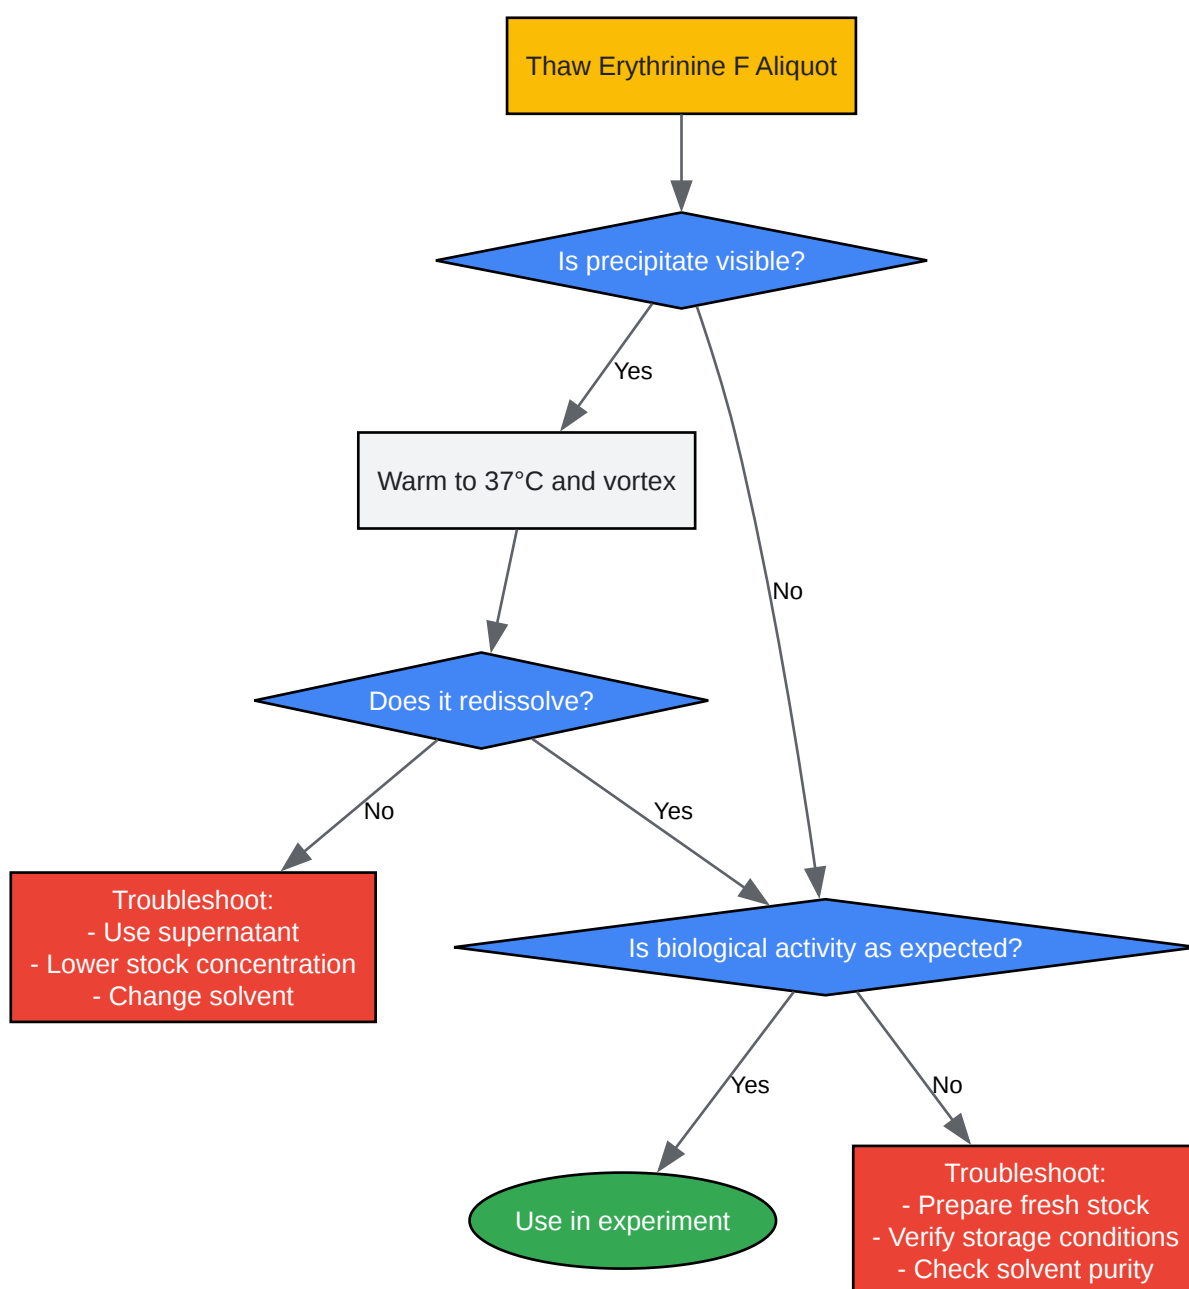 Thaw Erythrinine F Aliquot
Is precipitate visible?
Yes
Warm to 37°C and vortex
No
Does it redissolve?
No
Yes
Troubleshoot:
- Use supernatant
- Lower stock concentration
- Change solvent
Is biological activity as expected?
Yes
No
Use in experiment
Troubleshoot:
- Prepare fresh stock
- Verify storage conditions
- Check solvent purity